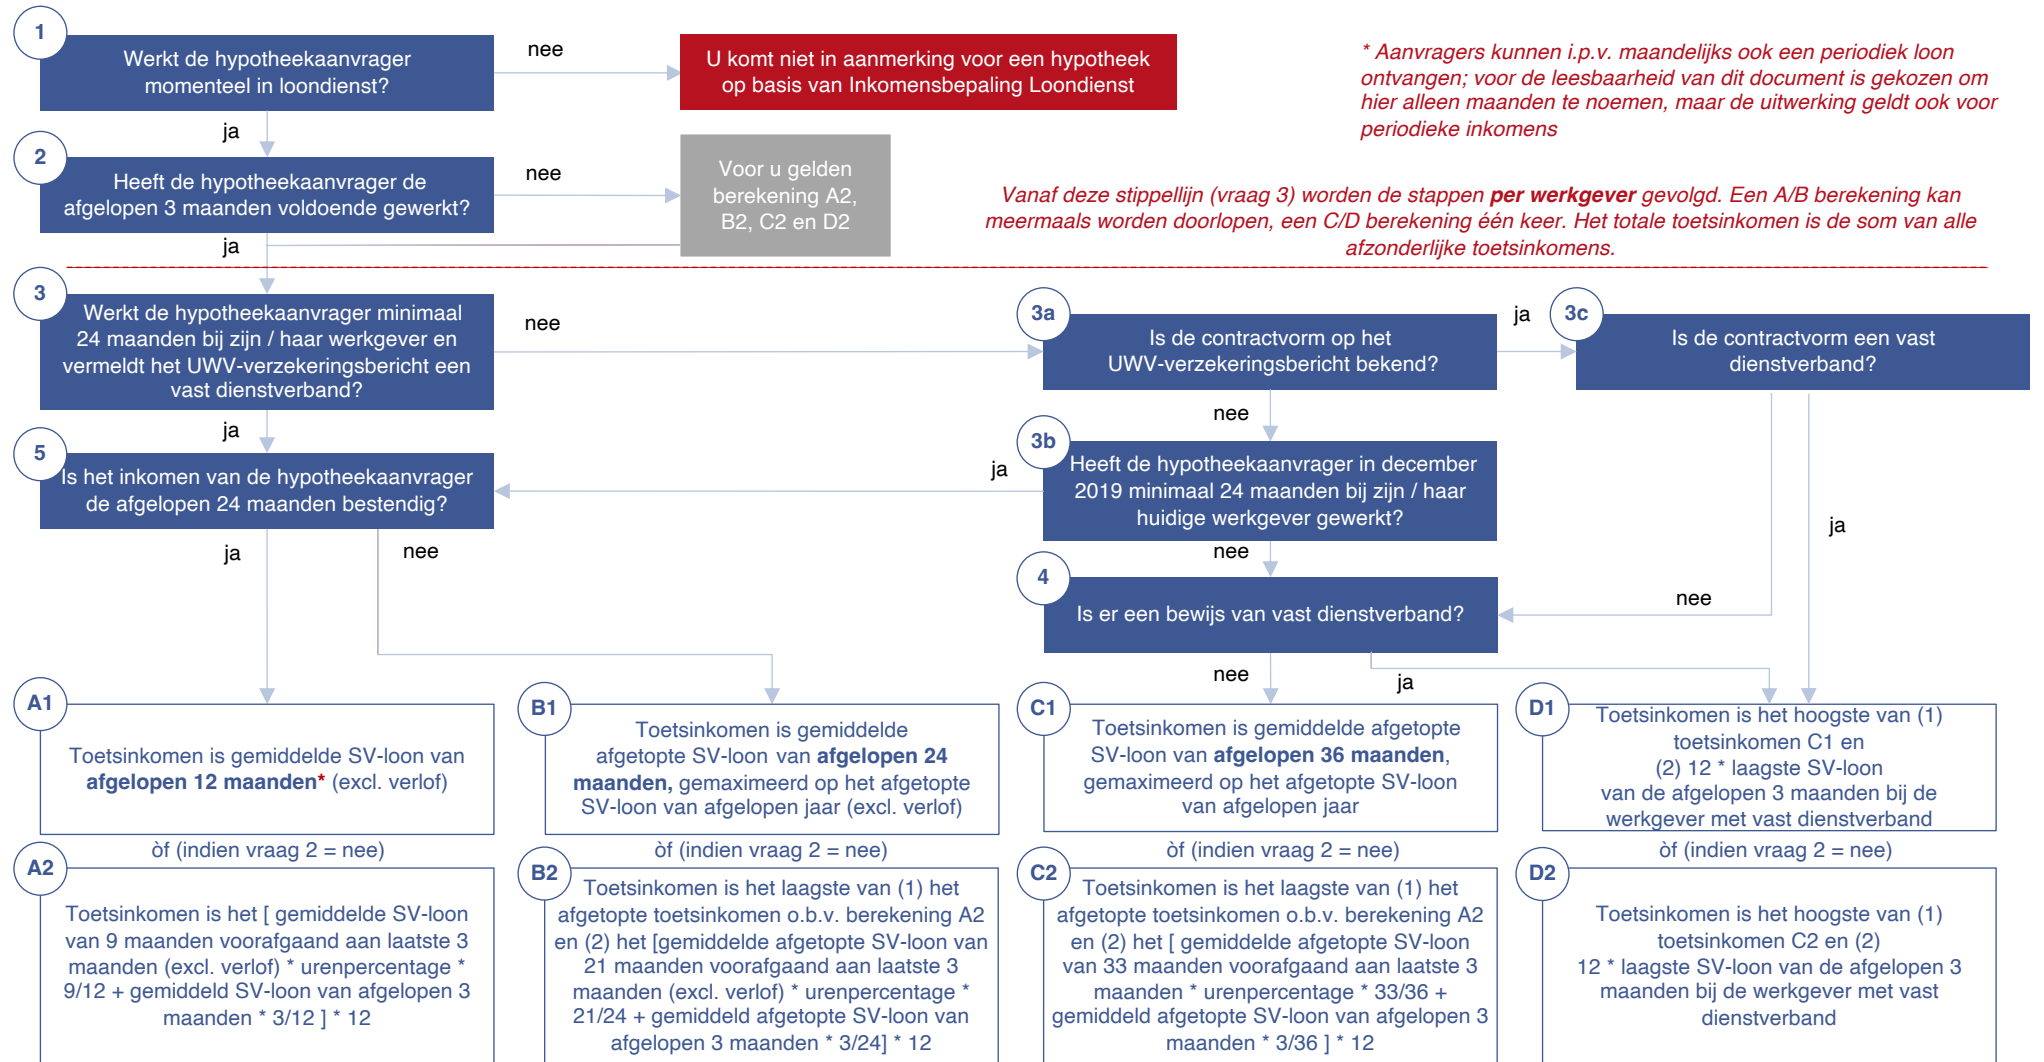 1
Werkt de hypotheekaanvrager
momenteel in loondienst?
nee
U komt niet in aanmerking voor een hypotheek
op basis van Inkomensbepaling Loondienst
* Aanvragers kunnen i.p.v. maandelijks ook een periodiek loon
ontvangen; voor de leesbaarheid van dit document is gekozen om
hier alleen maanden te noemen, maar de uitwerking geldt ook voor
periodieke inkomens
ja
2
Heeft de hypotheekaanvrager de
afgelopen 3 maanden voldoende gewerkt?
nee
Voor u gelden
berekening A2,
B2, C2 en D2
Vanaf deze stippellijn (vraag 3) worden de stappen per werkgever gevolgd. Een A/B berekening kan
meermaals worden doorlopen, een C/D berekening één keer. Het totale toetsinkomen is de som van alle
afzonderlijke toetsinkomens.
ja
3
Werkt de hypotheekaanvrager minimaal
24 maanden bij zijn / haar werkgever en
vermeldt het UWV-verzekeringsbericht een
vast dienstverband?
nee
3a
Is de contractvorm op het
UWV-verzekeringsbericht bekend?
ja
3c
Is de contractvorm een vast
dienstverband?
ja
nee
5
Is het inkomen van de hypotheekaanvrager
de afgelopen 24 maanden bestendig?
ja
3b
Heeft de hypotheekaanvrager in december
2019 minimaal 24 maanden bij zijn / haar
huidige werkgever gewerkt?
ja
ja
nee
nee
4
Is er een bewijs van vast dienstverband?
nee
nee
ja
A1
Toetsinkomen is gemiddelde SV-loon van
afgelopen 12 maanden* (excl. verlof)
B1
Toetsinkomen is gemiddelde
afgetopte SV-loon van afgelopen 24
maanden, gemaximeerd op het afgetopte
SV-loon van afgelopen jaar (excl. verlof)
C1
Toetsinkomen is gemiddelde afgetopte
SV-loon van afgelopen 36 maanden,
gemaximeerd op het afgetopte SV-loon
van afgelopen jaar
D1
Toetsinkomen is het hoogste van (1)
toetsinkomen C1 en
(2) 12 * laagste SV-loon
van de afgelopen 3 maanden bij de
werkgever met vast dienstverband
òf (indien vraag 2 = nee)
òf (indien vraag 2 = nee)
òf (indien vraag 2 = nee)
òf (indien vraag 2 = nee)
A2
Toetsinkomen is het [ gemiddelde SV-loon
van 9 maanden voorafgaand aan laatste 3
maanden (excl. verlof) * urenpercentage *
9/12 + gemiddeld SV-loon van afgelopen 3
maanden * 3/12 ] * 12
B2
Toetsinkomen is het laagste van (1) het
afgetopte toetsinkomen o.b.v. berekening A2
en (2) het [gemiddelde afgetopte SV-loon van
21 maanden voorafgaand aan laatste 3
maanden (excl. verlof) * urenpercentage *
21/24 + gemiddeld afgetopte SV-loon van
afgelopen 3 maanden * 3/24] * 12
C2
Toetsinkomen is het laagste van (1) het
afgetopte toetsinkomen o.b.v. berekening A2
en (2) het [ gemiddelde afgetopte SV-loon
van 33 maanden voorafgaand aan laatste 3
maanden * urenpercentage * 33/36 +
gemiddeld afgetopte SV-loon van afgelopen 3
maanden * 3/36 ] * 12
D2
Toetsinkomen is het hoogste van (1)
toetsinkomen C2 en (2)
12 * laagste SV-loon van de afgelopen 3
maanden bij de werkgever met vast
dienstverband